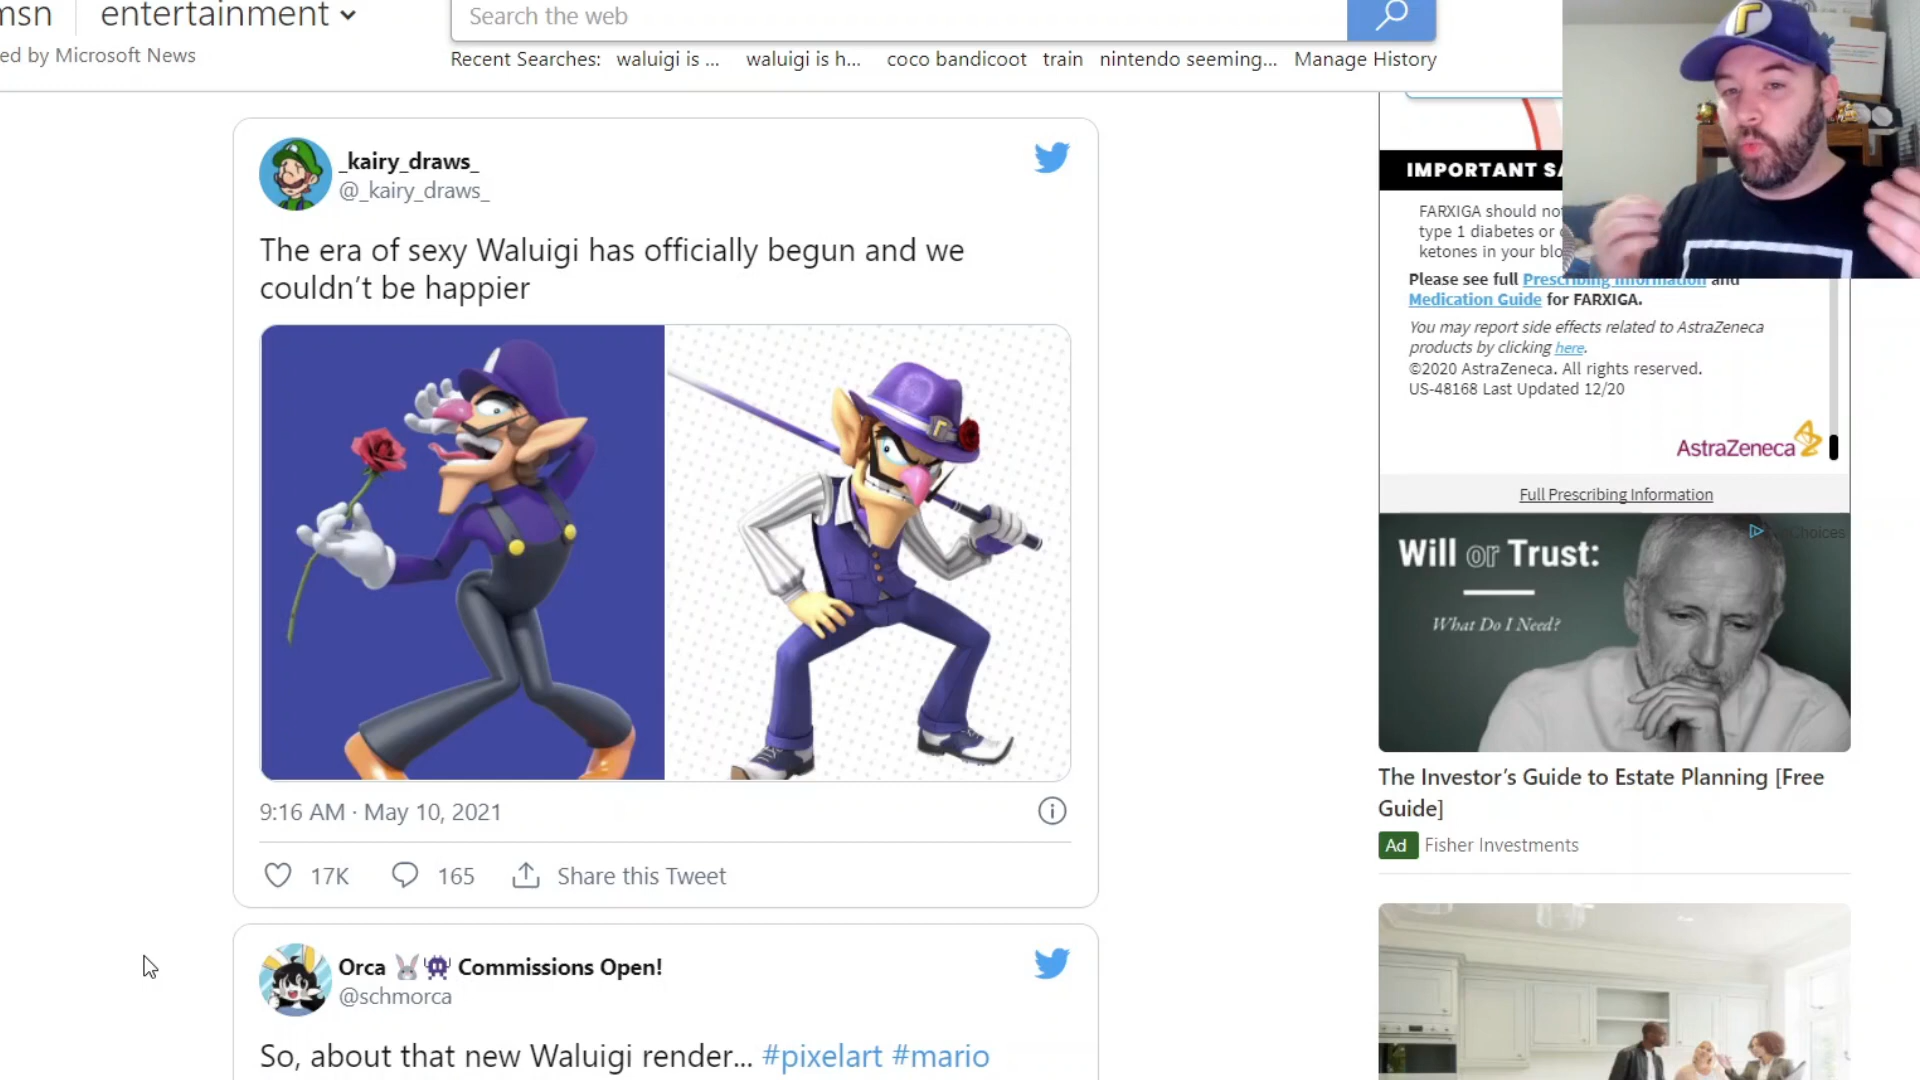 msn entertainment
Search the web
ed by Microsoft News
Recent Searches: waluigi is ... waluigi is h... coco bandicoot train nintendo seeming... Manage History
_kairy_draws_
@_kairy_draws_
The era of sexy Waluigi has officially begun and we
couldn’t be happier
9:16 AM · May 10, 2021
17K 165 Share this Tweet
Orca Commissions Open!
@schmorca
So, about that new Waluigi render... #pixelart #mario
IMPORTANT SA
FARXIGA should no
type 1 diabetes or
ketones in your blo
Please see full Prescribing Information and
Medication Guide for FARXIGA.
You may report side effects related to AstraZeneca
products by clicking here.
©2020 AstraZeneca. All rights reserved.
US-48168 Last Updated 12/20
AstraZeneca
Full Prescribing Information
Choices
Will or Trust:
What Do I Need?
The Investor’s Guide to Estate Planning [Free
Guide]
Ad Fisher Investments